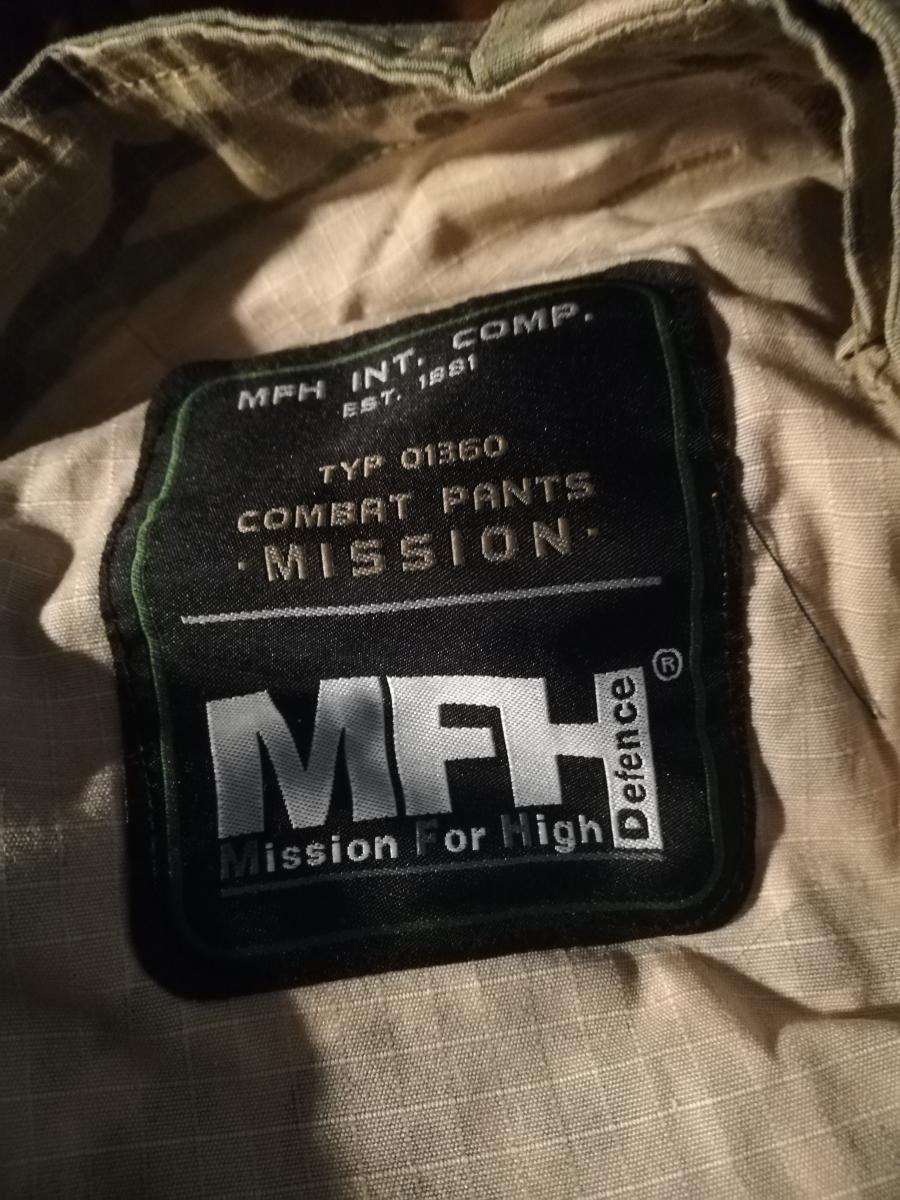 MFH INT. COMP.
EST. 1881
TYP 01360
COMBAT PANTS
·MISSION·
MFH Defence ®
Mission For High